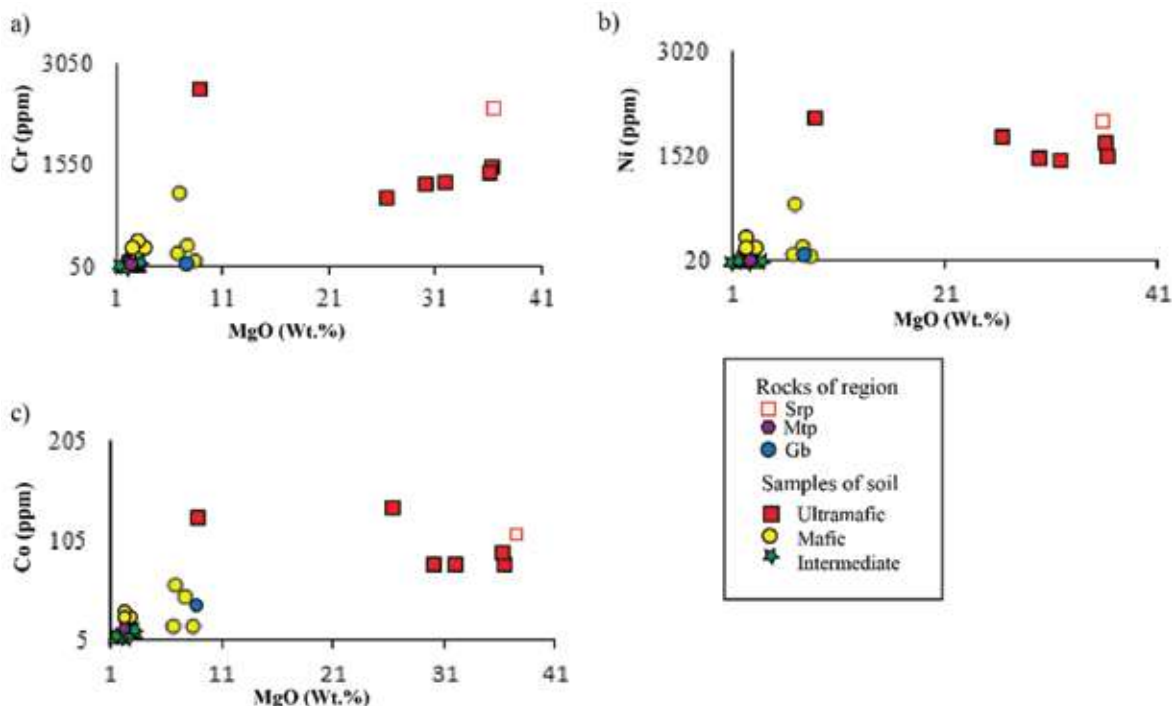 a)
3050
1550
50
Cr (ppm)
1 11 21 31 41
MgO (Wt.%)
b)
3020
1520
20
Ni (ppm)
1 21 41
MgO (Wt.%)
c)
205
105
5
Co (ppm)
1 11 21 31 41
MgO (Wt.%)
Rocks of region
Srp
Mtp
Gb
Samples of soil
Ultramafic
Mafic
Intermediate